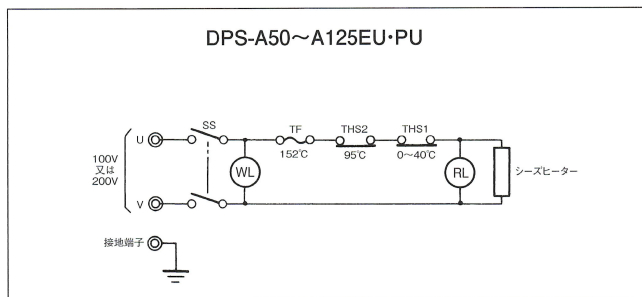 DPS-A50～A125EU・PU
SS
TF
THS2
THS1
U
152℃
95℃
0～40℃
100V
又は
200V
WL
RL
シーズヒーター
V
接地端子